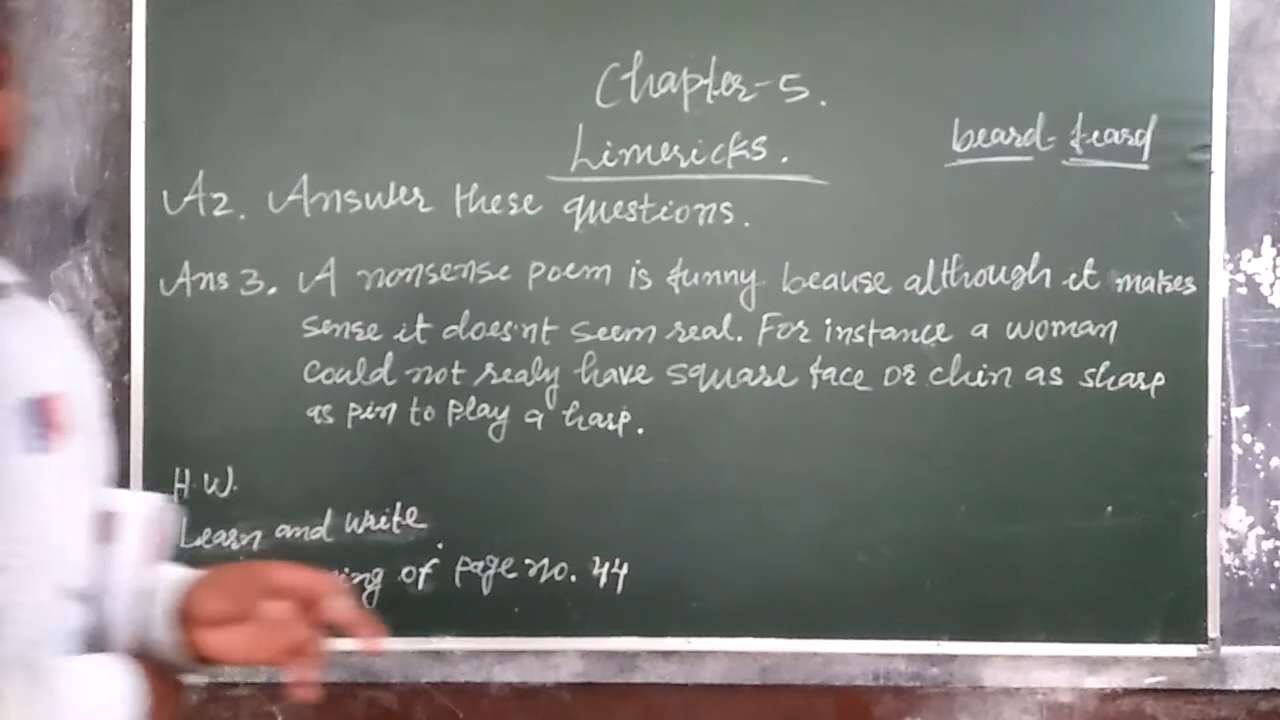 Chapter-5.
Limericks.
beard- feard
A2. Answer these questions.
Ans 3. A nonsense poem is funny beause although it makes
sense it does'nt seem real. For instance a woman
could not realy have square face or chin as sharp
as pin to play a harp.
H.W.
Learn and write
of page no. 44